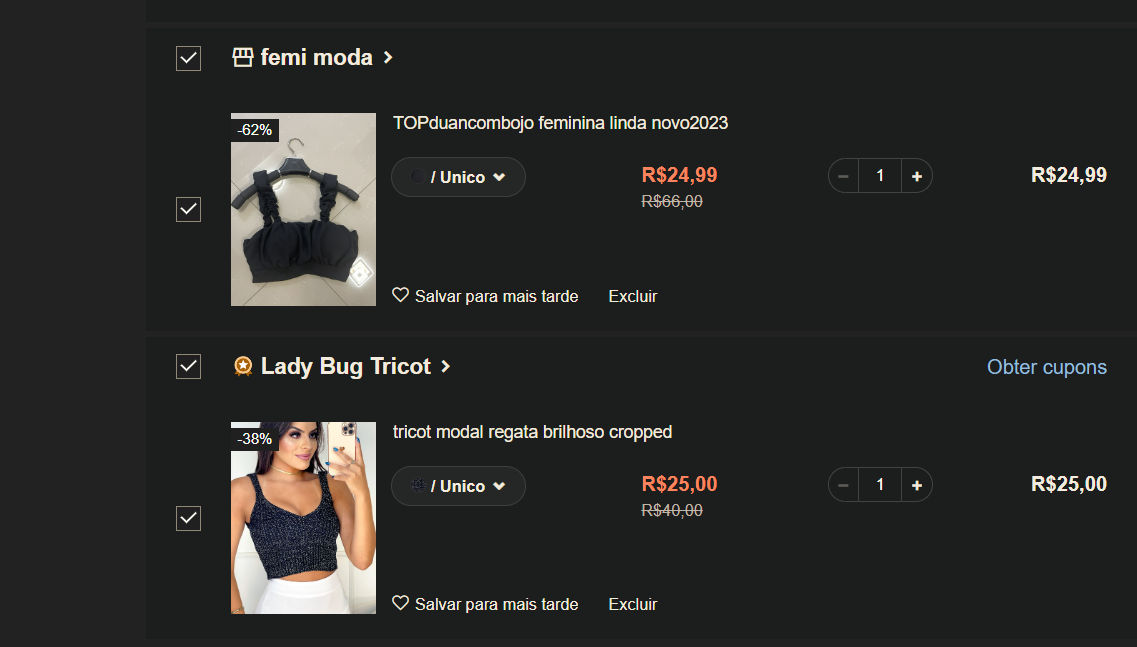 femi moda
-62%
TOPduancombojo feminina linda novo2023
/ Unico
R$24,99
1
R$24,99
R$66,00
Salvar para mais tarde
Excluir
Lady Bug Tricot
Obter cupons
-38%
tricot modal regata brilhoso cropped
/ Unico
R$25,00
1
R$25,00
R$40,00
Salvar para mais tarde
Excluir